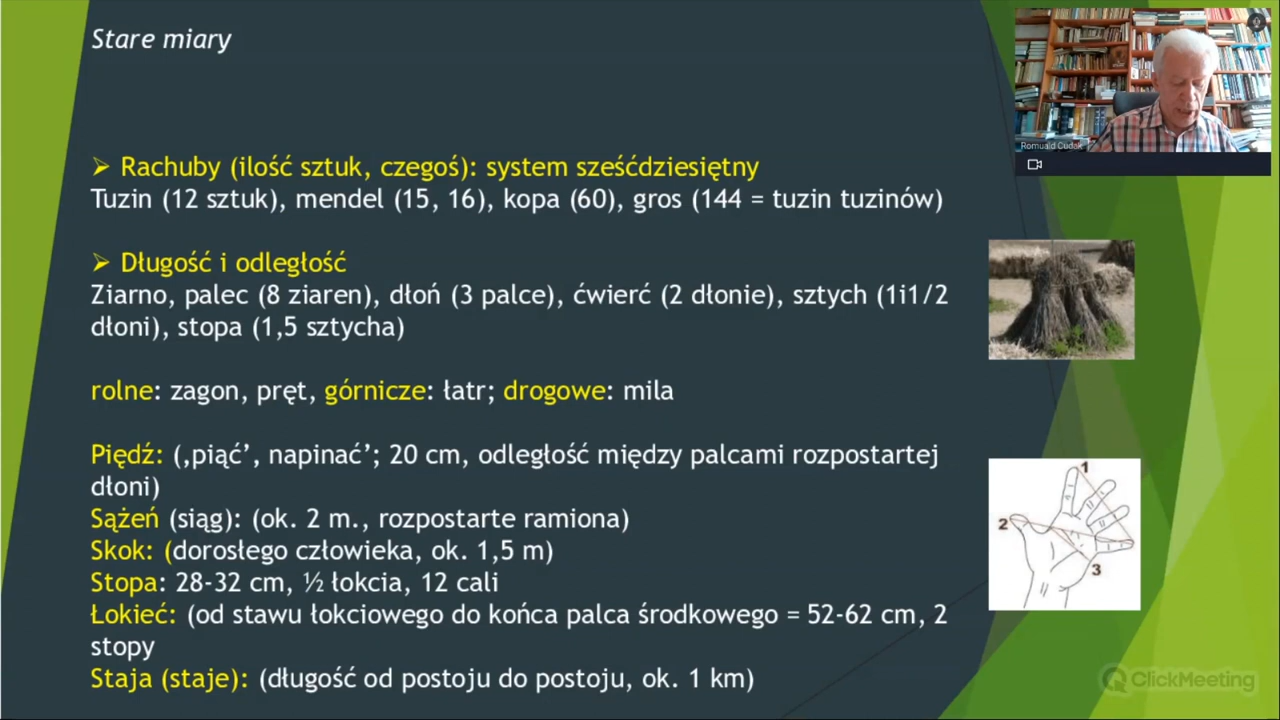 Stare miary
Romuald Cudak
➢ Rachuby (ilość sztuk, czegoś): system sześćdziesiętny
Tuzin (12 sztuk), mendel (15, 16), kopa (60), gros (144 = tuzin tuzinów)
➢ Długość i odległość
Ziarno, palec (8 ziaren), dłoń (3 palce), ćwierć (2 dłonie), sztych (1i1/2
dłoni), stopa (1,5 sztycha)
rolne: zagon, pręt, górnicze: łatr; drogowe: mila
Piędź: (‚piąć’, napinać’; 20 cm, odległość między palcami rozpostartej
dłoni)
Sążeń (siąg): (ok. 2 m., rozpostarte ramiona)
Skok: (dorosłego człowieka, ok. 1,5 m)
Stopa: 28-32 cm, ½ łokcia, 12 cali
Łokieć: (od stawu łokciowego do końca palca środkowego = 52-62 cm, 2
stopy
Staja (staje): (długość od postoju do postoju, ok. 1 km)
1
2
3
ClickMeeting